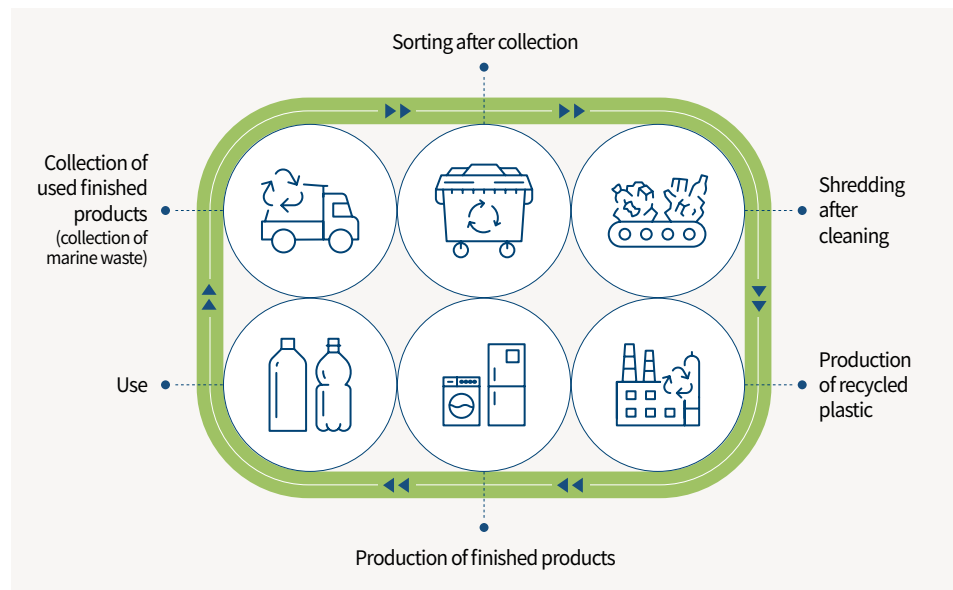 Sorting after collection
Collection of
used finished
products
(collection of
marine waste)
Shredding
after
cleaning
Use
Production
of recycled
plastic
Production of finished products